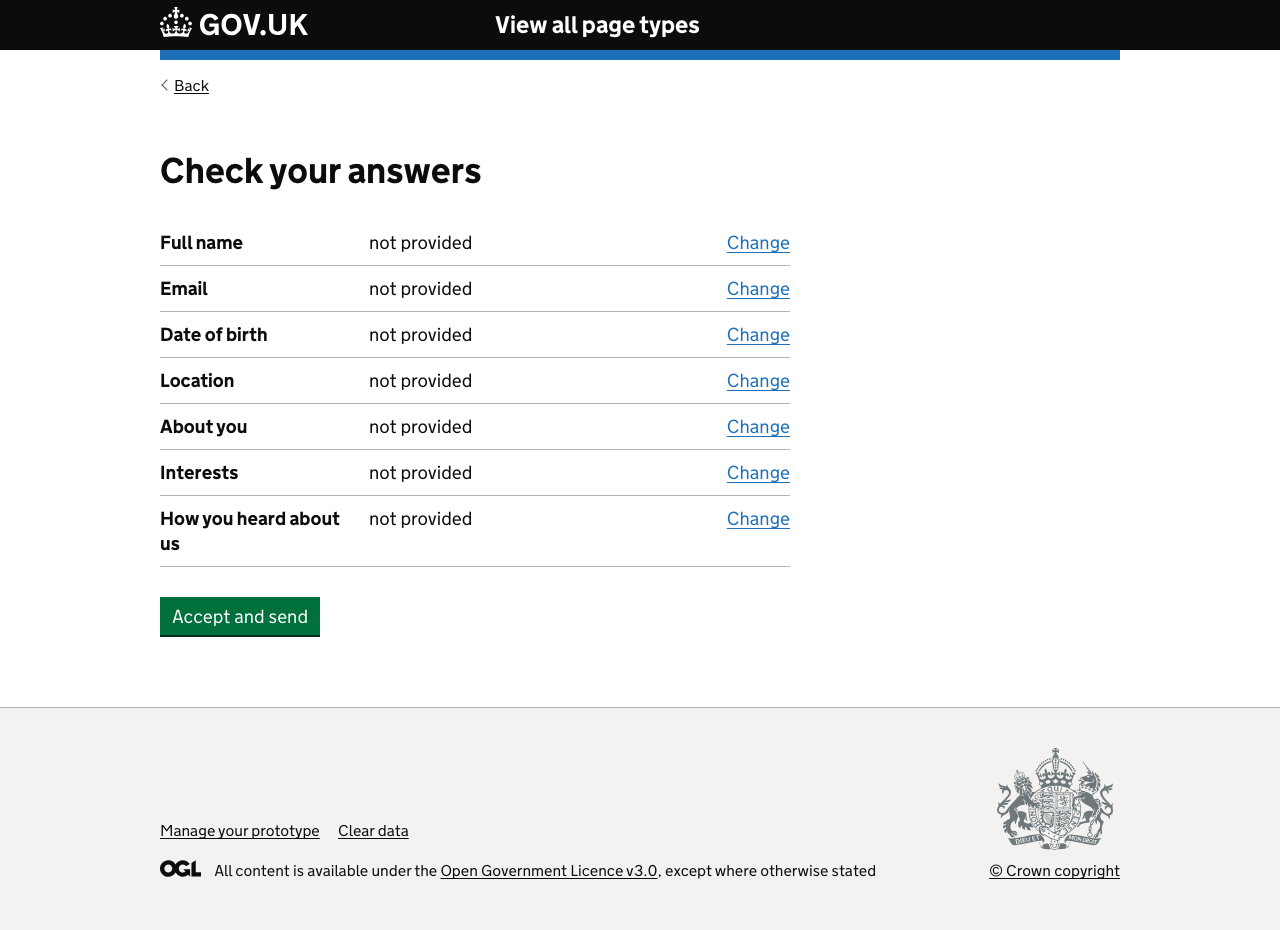 GOV.UK View all page types
Back
Check your answers
Full name not provided Change
Email not provided Change
Date of birth not provided Change
Location not provided Change
About you not provided Change
Interests not provided Change
How you heard about not provided Change
us
Accept and send
Manage your prototype Clear data
OGL All content is available under the Open Government Licence v3.0, except where otherwise stated © Crown copyright